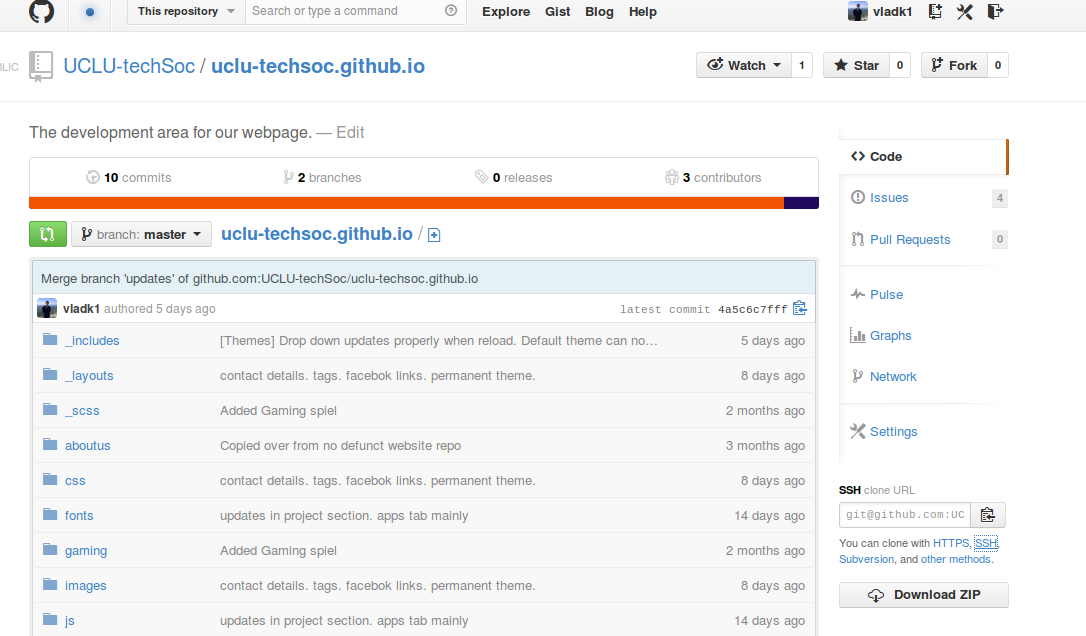 This repository Search or type a command Explore Gist Blog Help vladk1
BLIC UCLU-techSoc / uclu-techsoc.github.io Watch 1 Star 0 Fork 0
The development area for our webpage. — Edit
10 commits 2 branches 0 releases 3 contributors
branch: master uclu-techsoc.github.io /
Merge branch 'updates' of github.com:UCLU-techSoc/uclu-techsoc.github.io
vladk1 authored 5 days ago latest commit 4a5c6c7fff
_includes [Themes] Drop down updates properly when reload. Default theme can no… 5 days ago
_layouts contact details. tags. facebok links. permanent theme. 8 days ago
_scss Added Gaming spiel 2 months ago
aboutus Copied over from no defunct website repo 3 months ago
css contact details. tags. facebok links. permanent theme. 8 days ago
fonts updates in project section. apps tab mainly 14 days ago
gaming Added Gaming spiel 2 months ago
images contact details. tags. facebok links. permanent theme. 8 days ago
js updates in project section. apps tab mainly 14 days ago
Code
Issues 4
Pull Requests 0
Pulse
Graphs
Network
Settings
SSH clone URL
git@github.com:UC
You can clone with HTTPS, SSH,
Subversion, and other methods.
Download ZIP